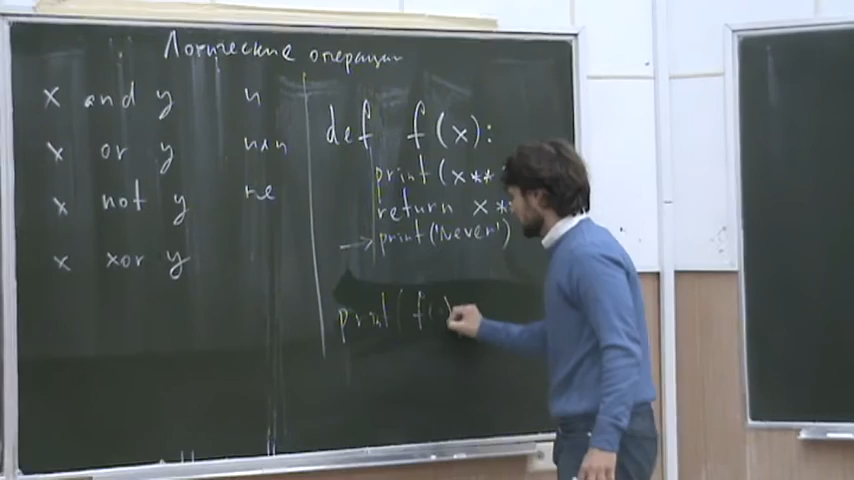 Логические операции
x and y и
x or y или
x not y не
x xor y
def f(x):
print(x**
return x**
→ print('Never')
print(f(